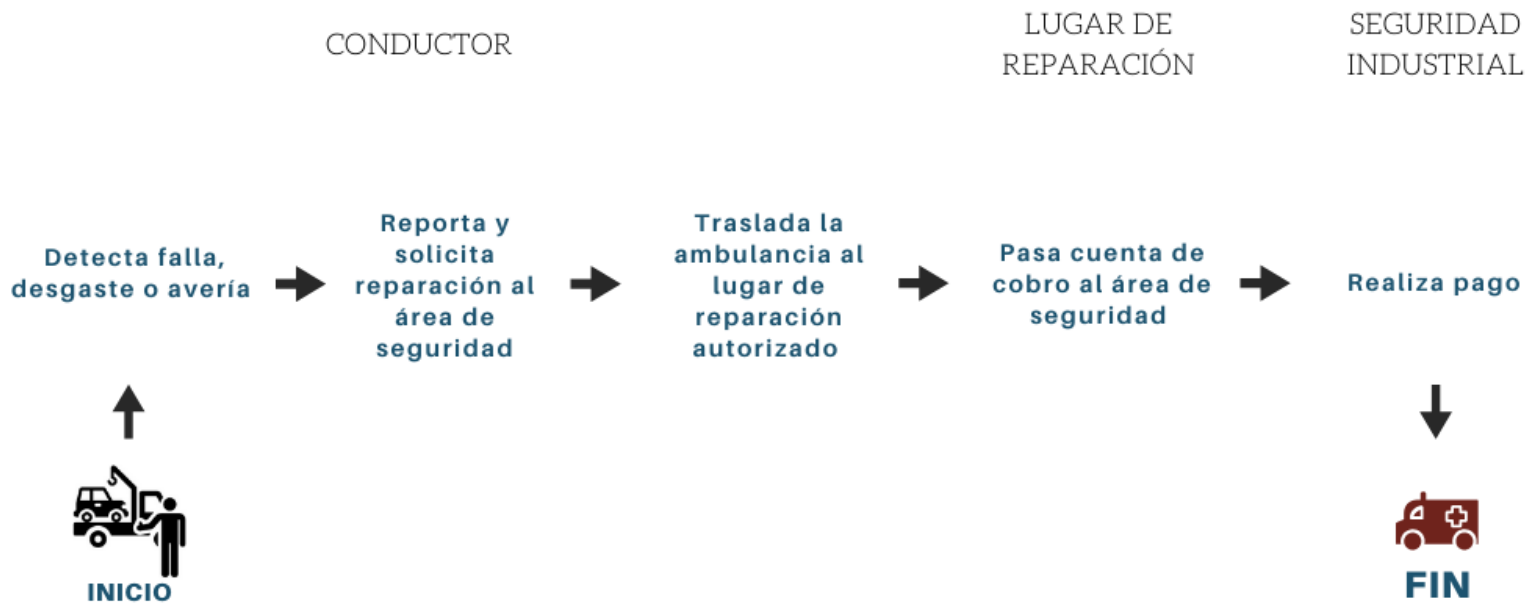 CONDUCTOR
LUGAR DE
REPARACIÓN
SEGURIDAD
INDUSTRIAL
Detecta falla,
desgaste o avería
Reporta y
solicita
reparación al
área de
seguridad
Traslada la
ambulancia al
lugar de
reparación
autorizado
Pasa cuenta de
cobro al área de
seguridad
Realiza pago
INICIO
FIN